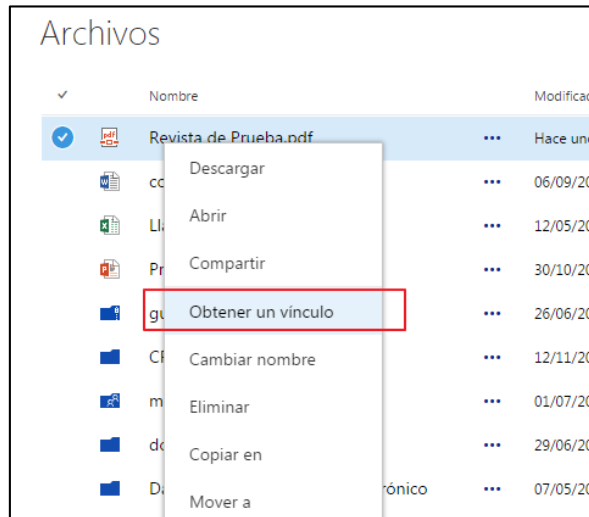 Archivos
Nombre Modificad
Revista de Prueba.pdf ••• Hace uno
Descargar
••• 06/09/20
Abrir
••• 12/05/20
Compartir
••• 30/10/20
Obtener un vínculo
••• 26/06/20
Cambiar nombre
••• 12/11/20
Eliminar
••• 01/07/20
Copiar en
••• 29/06/20
rónico ••• 07/05/20
Mover a